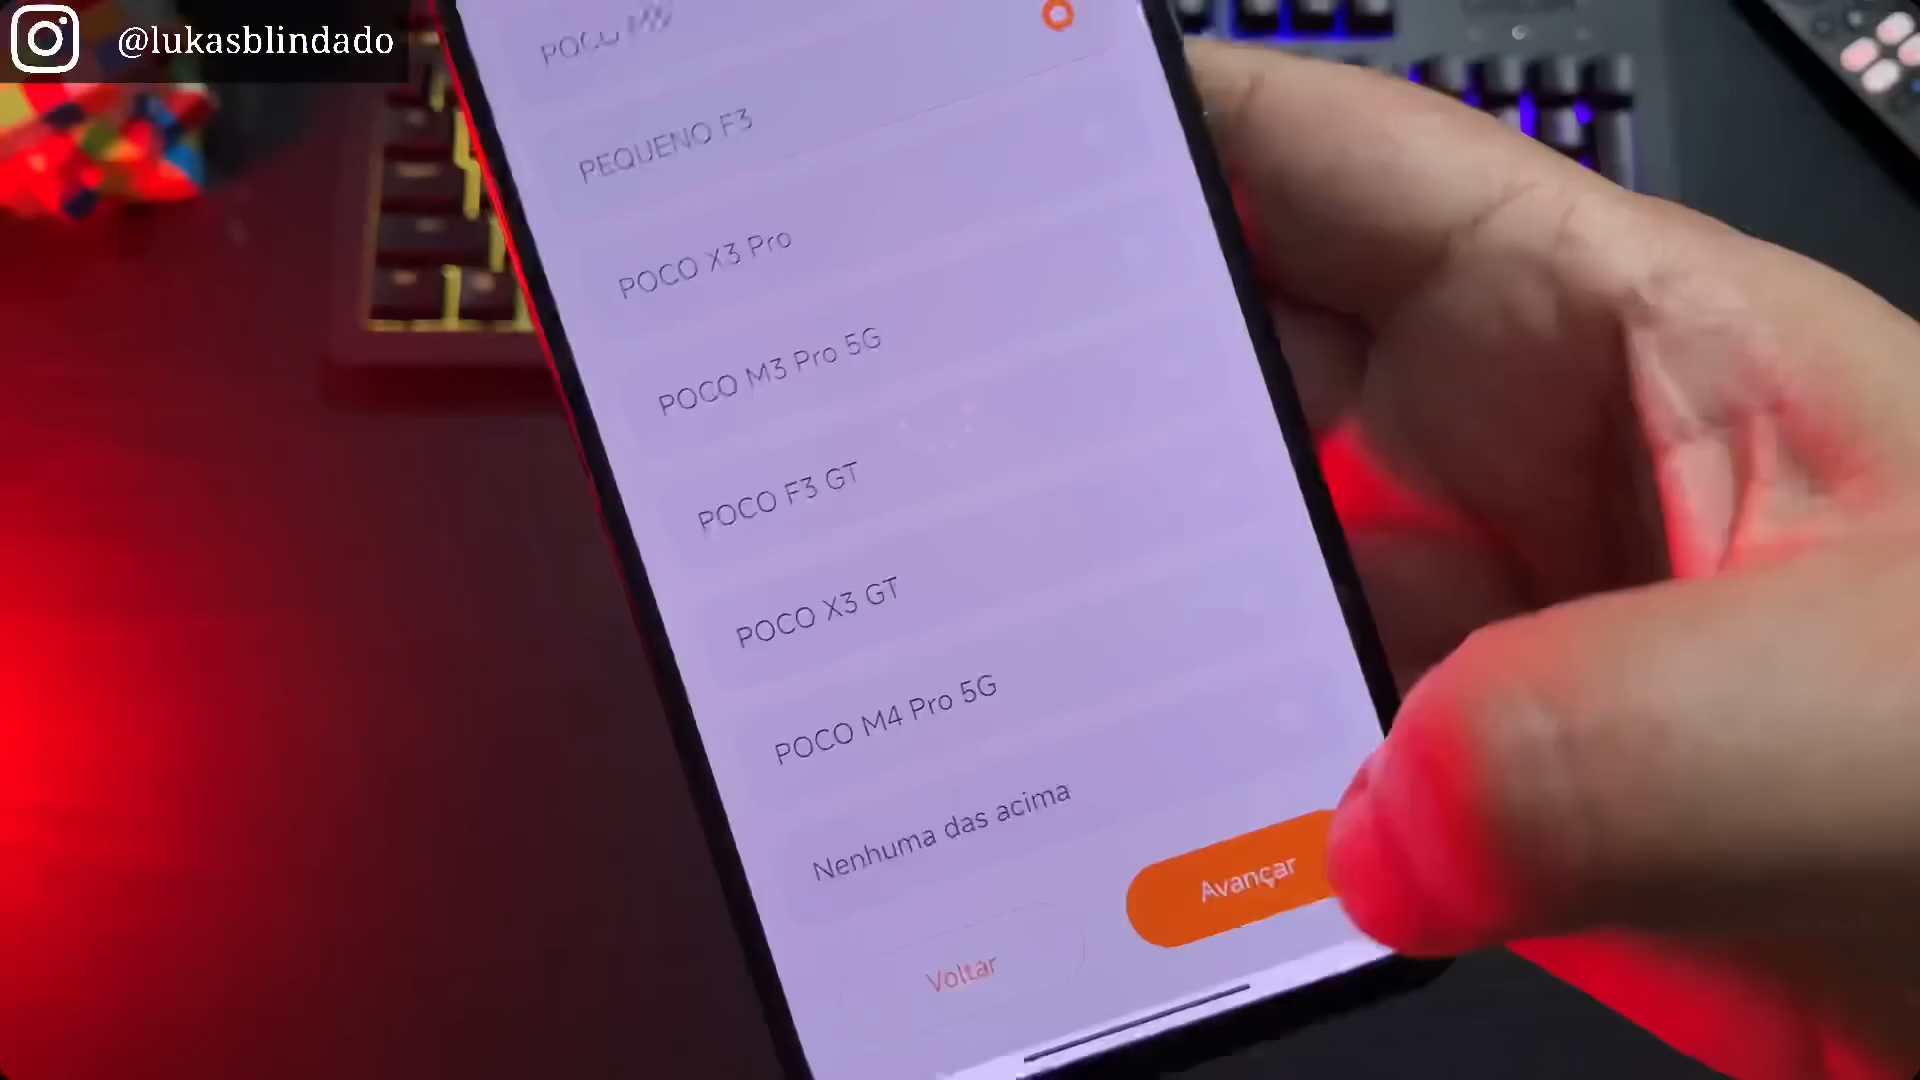 @lukasblindado
POCO
PEQUENO F3
POCO X3 Pro
POCO M3 Pro 5G
POCO F3 GT
POCO X3 GT
POCO M4 Pro 5G
Nenhuma das acima
Avançar
Voltar